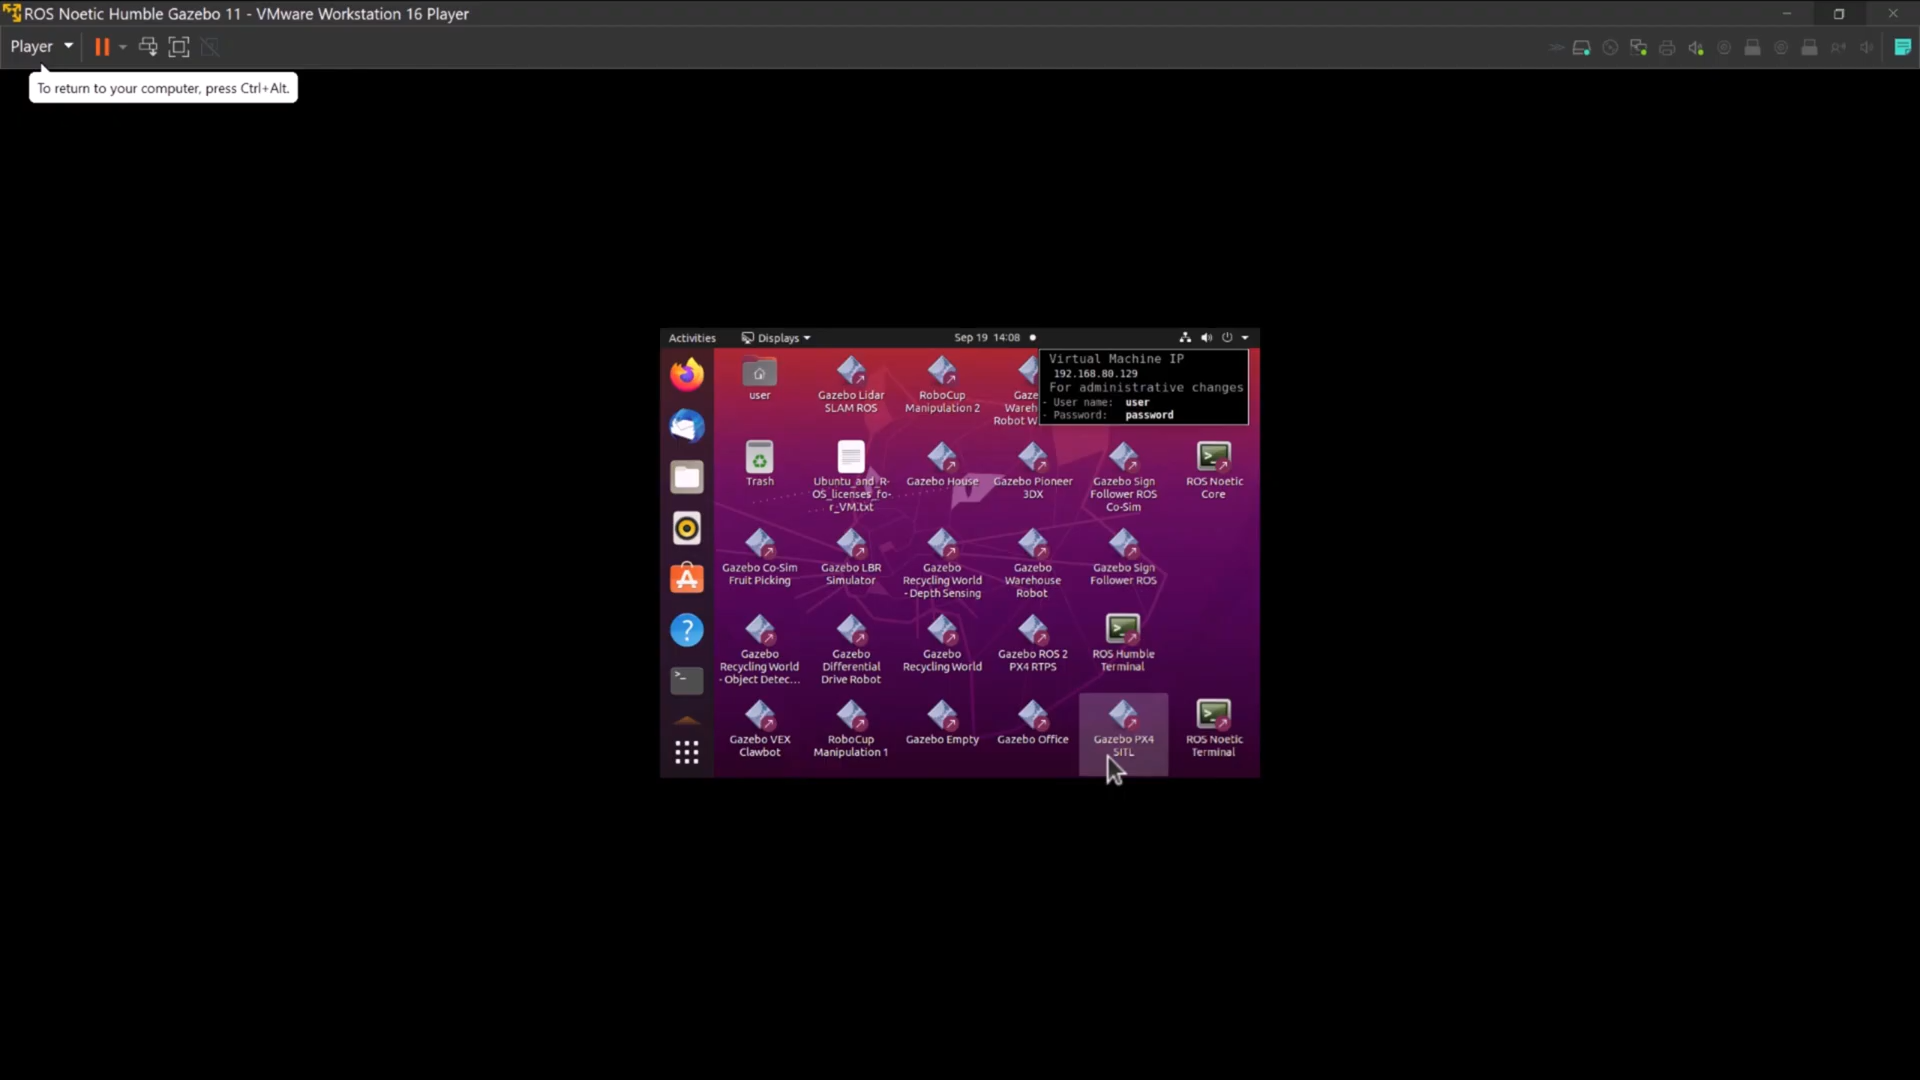 ROS Noetic Humble Gazebo 11 - VMware Workstation 16 Player
Player
To return to your computer, press Ctrl+Alt.
Activities
Displays
Sep 19 14:08
Virtual Machine IP
192.168.80.129
For administrative changes
- User name: user
- Password: password
user
Gazebo Lidar
SLAM ROS
RoboCup
Manipulation 2
Gaze
Wareh
Robot W
Trash
Ubuntu_and_R-
OS_licenses_fo-
r_VM.txt
Gazebo House
Gazebo Pioneer
3DX
Gazebo Sign
Follower ROS
Co-Sim
ROS Noetic
Core
Gazebo Co-Sim
Fruit Picking
Gazebo LBR
Simulator
Gazebo
Recycling World
- Depth Sensing
Gazebo
Warehouse
Robot
Gazebo Sign
Follower ROS
Gazebo
Recycling World
- Object Detec...
Gazebo
Differential
Drive Robot
Gazebo
Recycling World
Gazebo ROS 2
PX4 RTPS
ROS Humble
Terminal
Gazebo VEX
Clawbot
RoboCup
Manipulation 1
Gazebo Empty
Gazebo Office
Gazebo PX4
SITL
ROS Noetic
Terminal